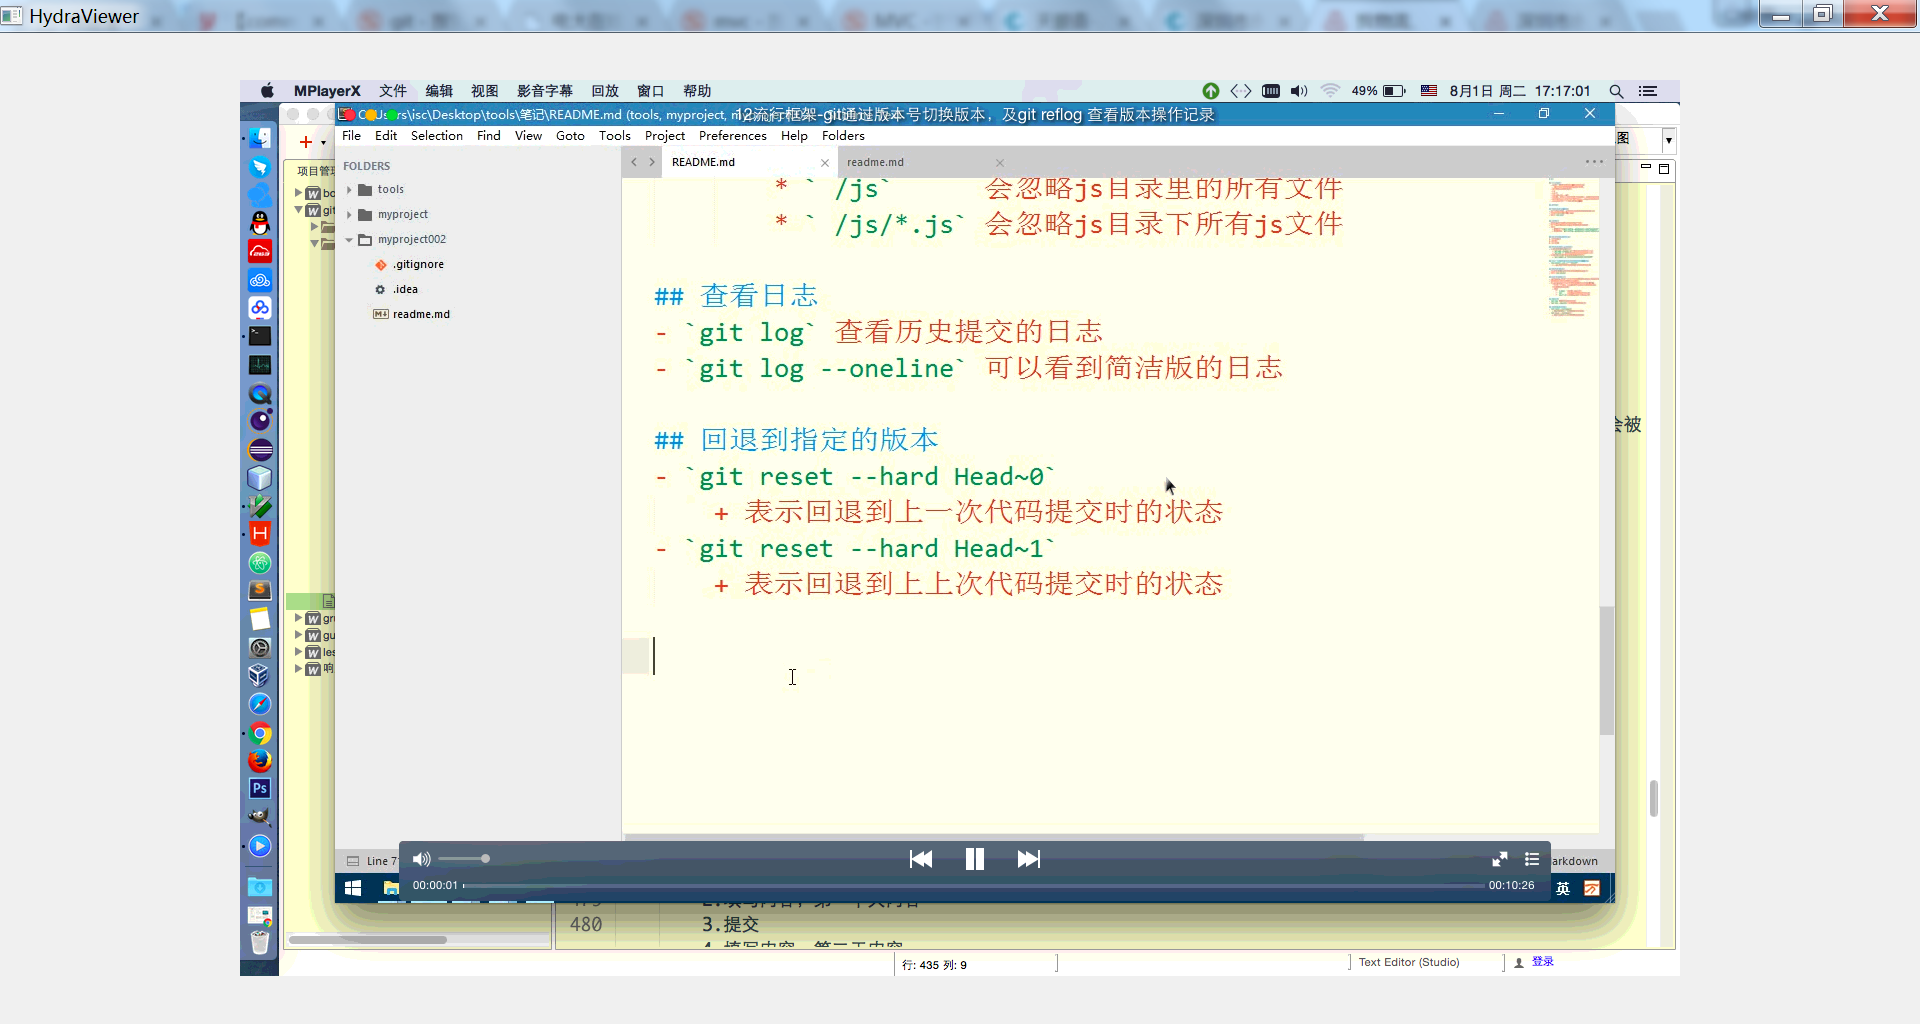 HydraViewer
MPlayerX 文件 编辑 视图 影音字幕 回放 窗口 帮助 49% 8月1日 周二 17:17:01
12流行框架-git通过版本号切换版本，及git reflog 查看版本操作记录
\isc\Desktop\tools\笔记\README.md (tools, myproject,
File Edit Selection Find View Goto Tools Project Preferences Help Folders
FOLDERS
tools
myproject
myproject002
.gitignore
.idea
readme.md
README.md readme.md
* ` /js` 会忽略js目录里的所有文件
* ` /js/*.js` 会忽略js目录下所有js文件
## 查看日志
- `git log` 查看历史提交的日志
- `git log --oneline` 可以看到简洁版的日志
## 回退到指定的版本
- `git reset --hard Head~0`
+ 表示回退到上一次代码提交时的状态
- `git reset --hard Head~1`
+ 表示回退到上上次代码提交时的状态
项目管
bo
git
gr
gu
les
响
图
会被
Line 7
arkdown
00:00:01 00:10:26
英
480 3.提交
行: 435 列: 9 Text Editor (Studio) 登录